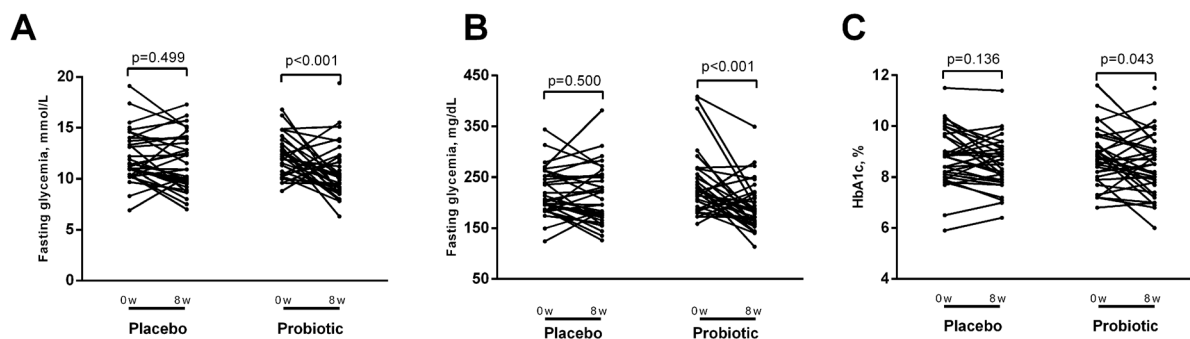 A
B
C
p=0.499
p<0.001
Fasting glycemia, mmol/L
20
15
10
5
0
0w
8w
0w
8w
Placebo
Probiotic
p=0.500
p<0.001
Fasting glycemia, mg/dL
450
350
250
150
50
0w
8w
0w
8w
Placebo
Probiotic
p=0.136
p=0.043
HbA1c, %
12
10
8
6
4
0w
8w
0w
8w
Placebo
Probiotic